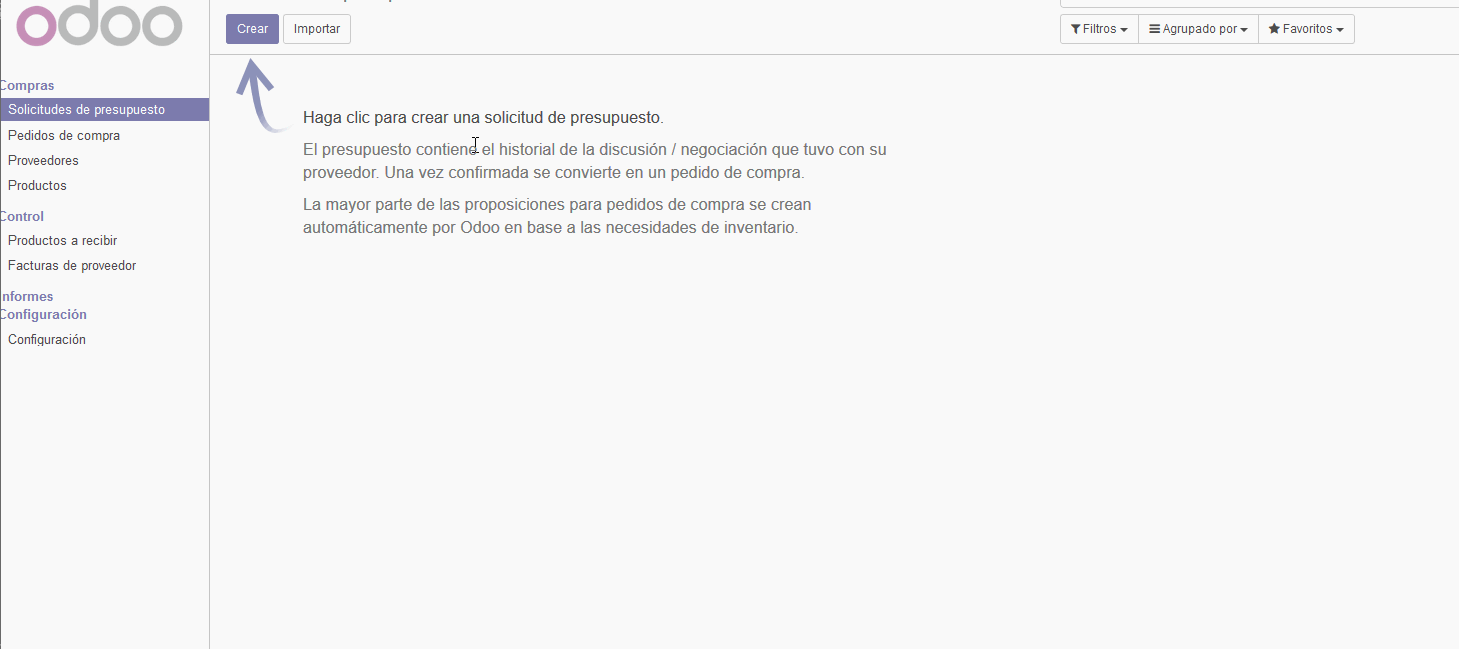 odoo
Crear
Importar
Filtros
Agrupado por
Favoritos
Compras
Solicitudes de presupuesto
Pedidos de compra
Proveedores
Productos
Control
Productos a recibir
Facturas de proveedor
Informes
Configuración
Configuración
Haga clic para crear una solicitud de presupuesto.
El presupuesto contiene el historial de la discusión / negociación que tuvo con su
proveedor. Una vez confirmada se convierte en un pedido de compra.
La mayor parte de las proposiciones para pedidos de compra se crean
automáticamente por Odoo en base a las necesidades de inventario.